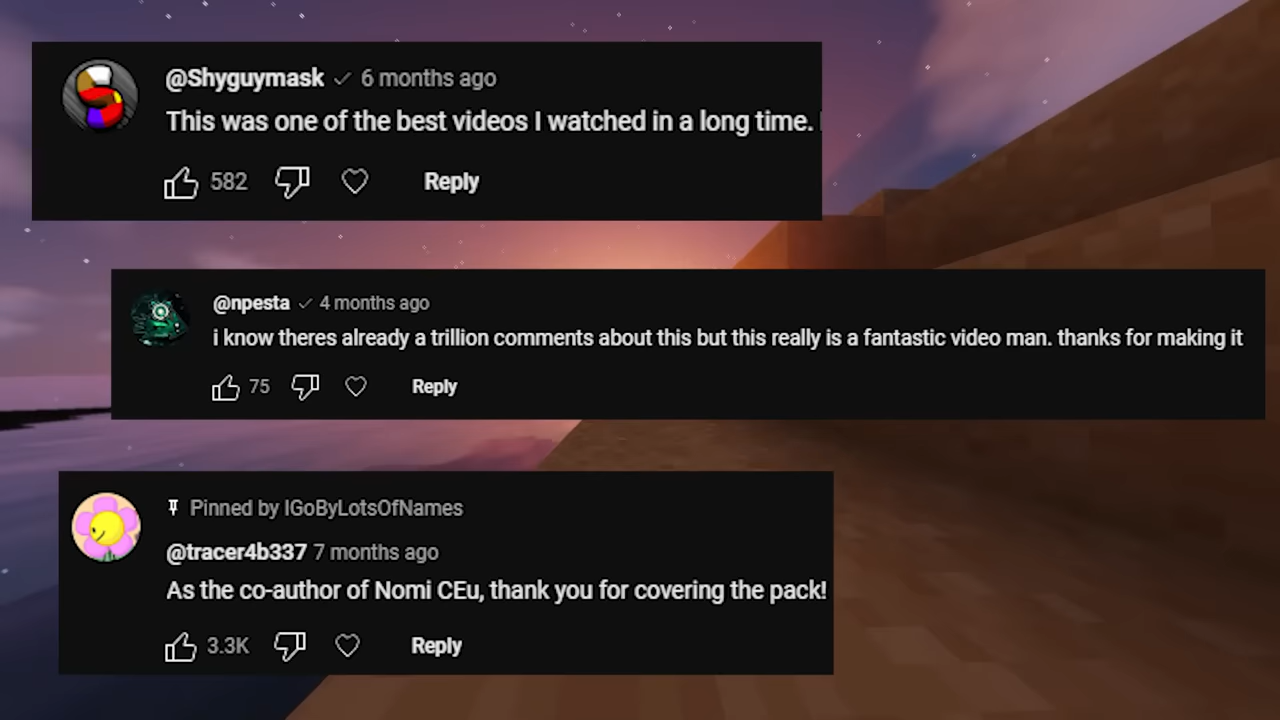 @Shyguymask 6 months ago
This was one of the best videos I watched in a long time.
582 Reply
@npesta 4 months ago
i know theres already a trillion comments about this but this really is a fantastic video man. thanks for making it
75 Reply
Pinned by IGoByLotsOfNames
@tracer4b337 7 months ago
As the co-author of Nomi CEu, thank you for covering the pack!
3.3K Reply